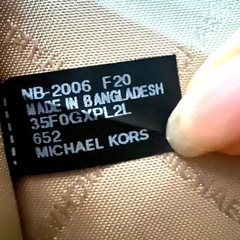 NB-2006 F20
MADE IN BANGLADESH
35F0GXPL2L
652
MICHAEL KORS